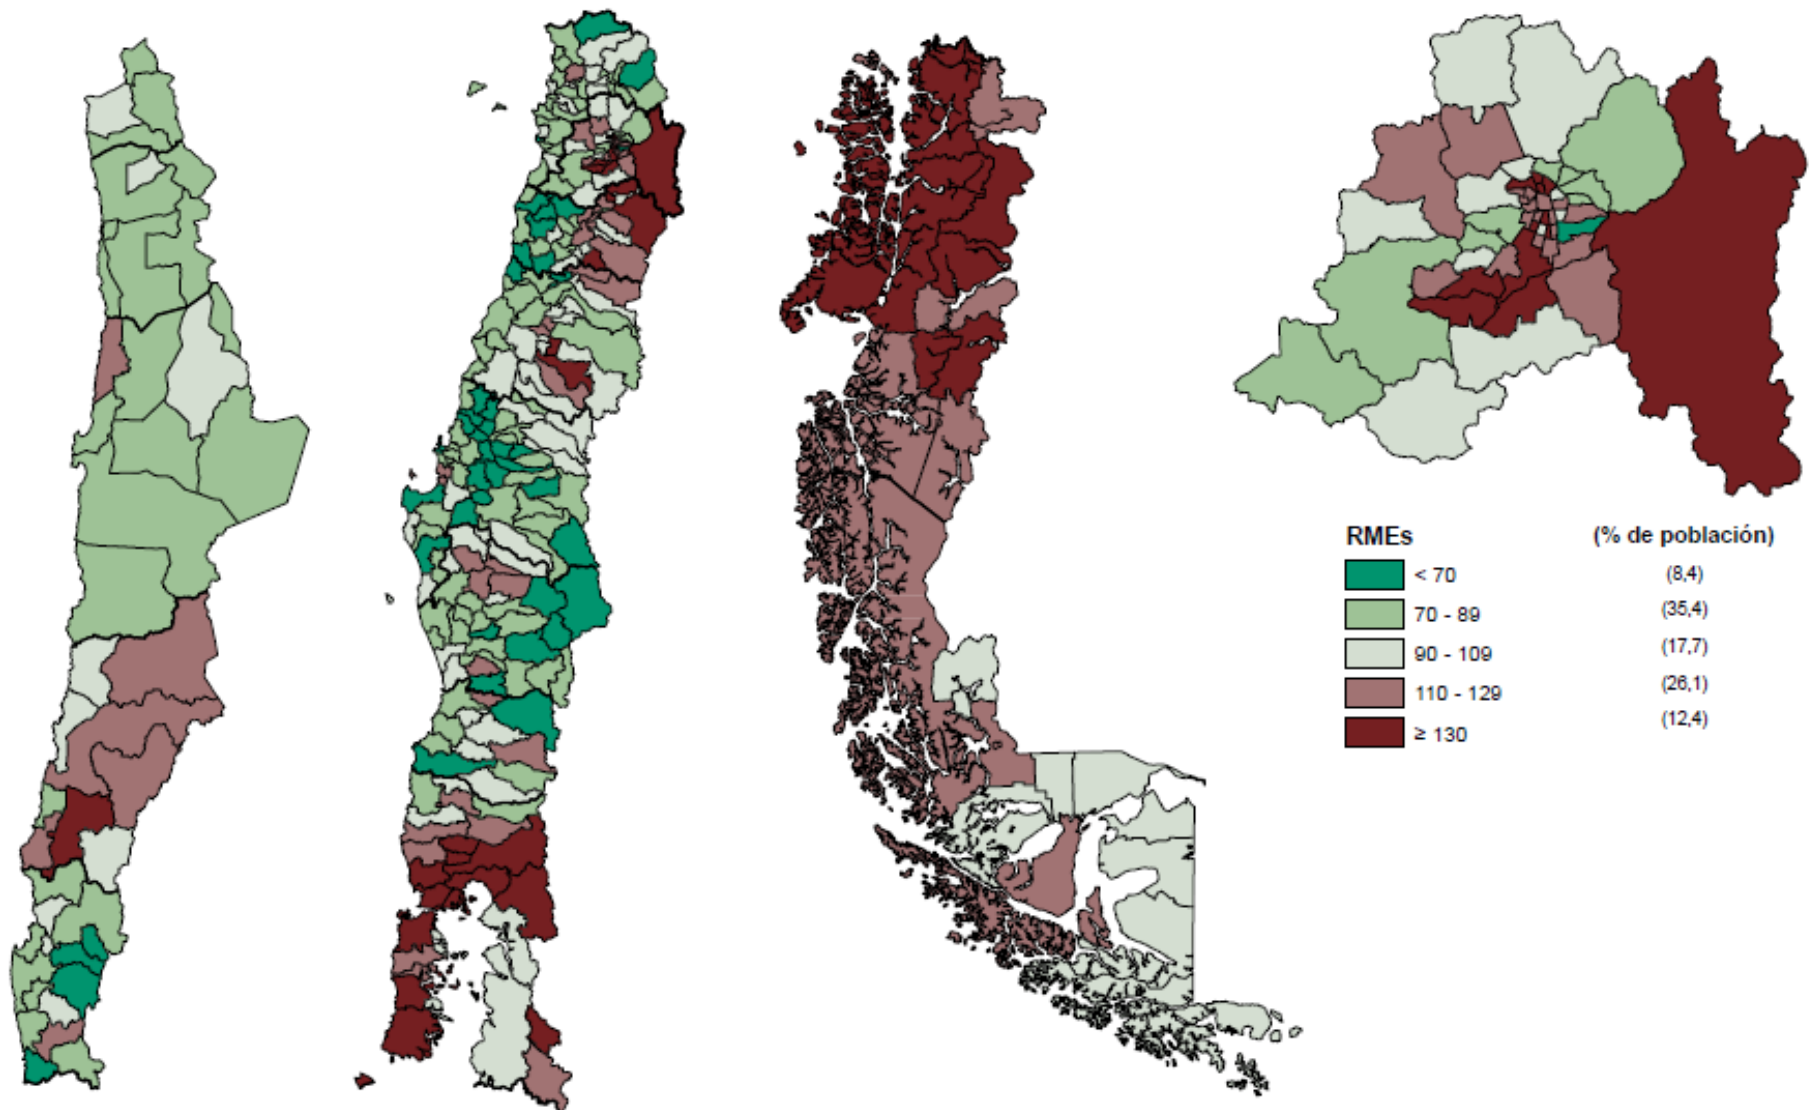 RMEs (% de población)
< 70 (8,4)
70 - 89 (35,4)
90 - 109 (17,7)
110 - 129 (26,1)
≥ 130 (12,4)